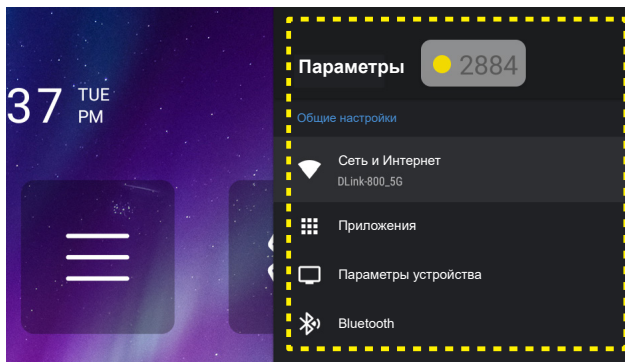 37 TUE
PM
Параметры 2884
Общие настройки
Сеть и Интернет
DLink-800_5G
Приложения
Параметры устройства
Bluetooth